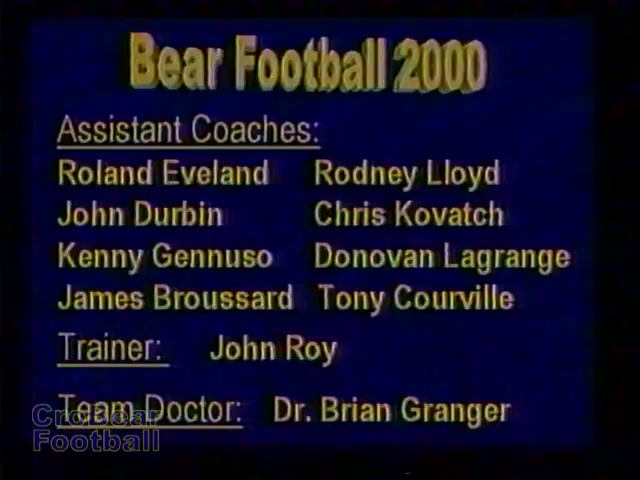 Bear Football 2000
Assistant Coaches:
Roland Eveland Rodney Lloyd
John Durbin Chris Kovatch
Kenny Gennuso Donovan Lagrange
James Broussard Tony Courville
Trainer: John Roy
Team Doctor: Dr. Brian Granger
CroBear
Football